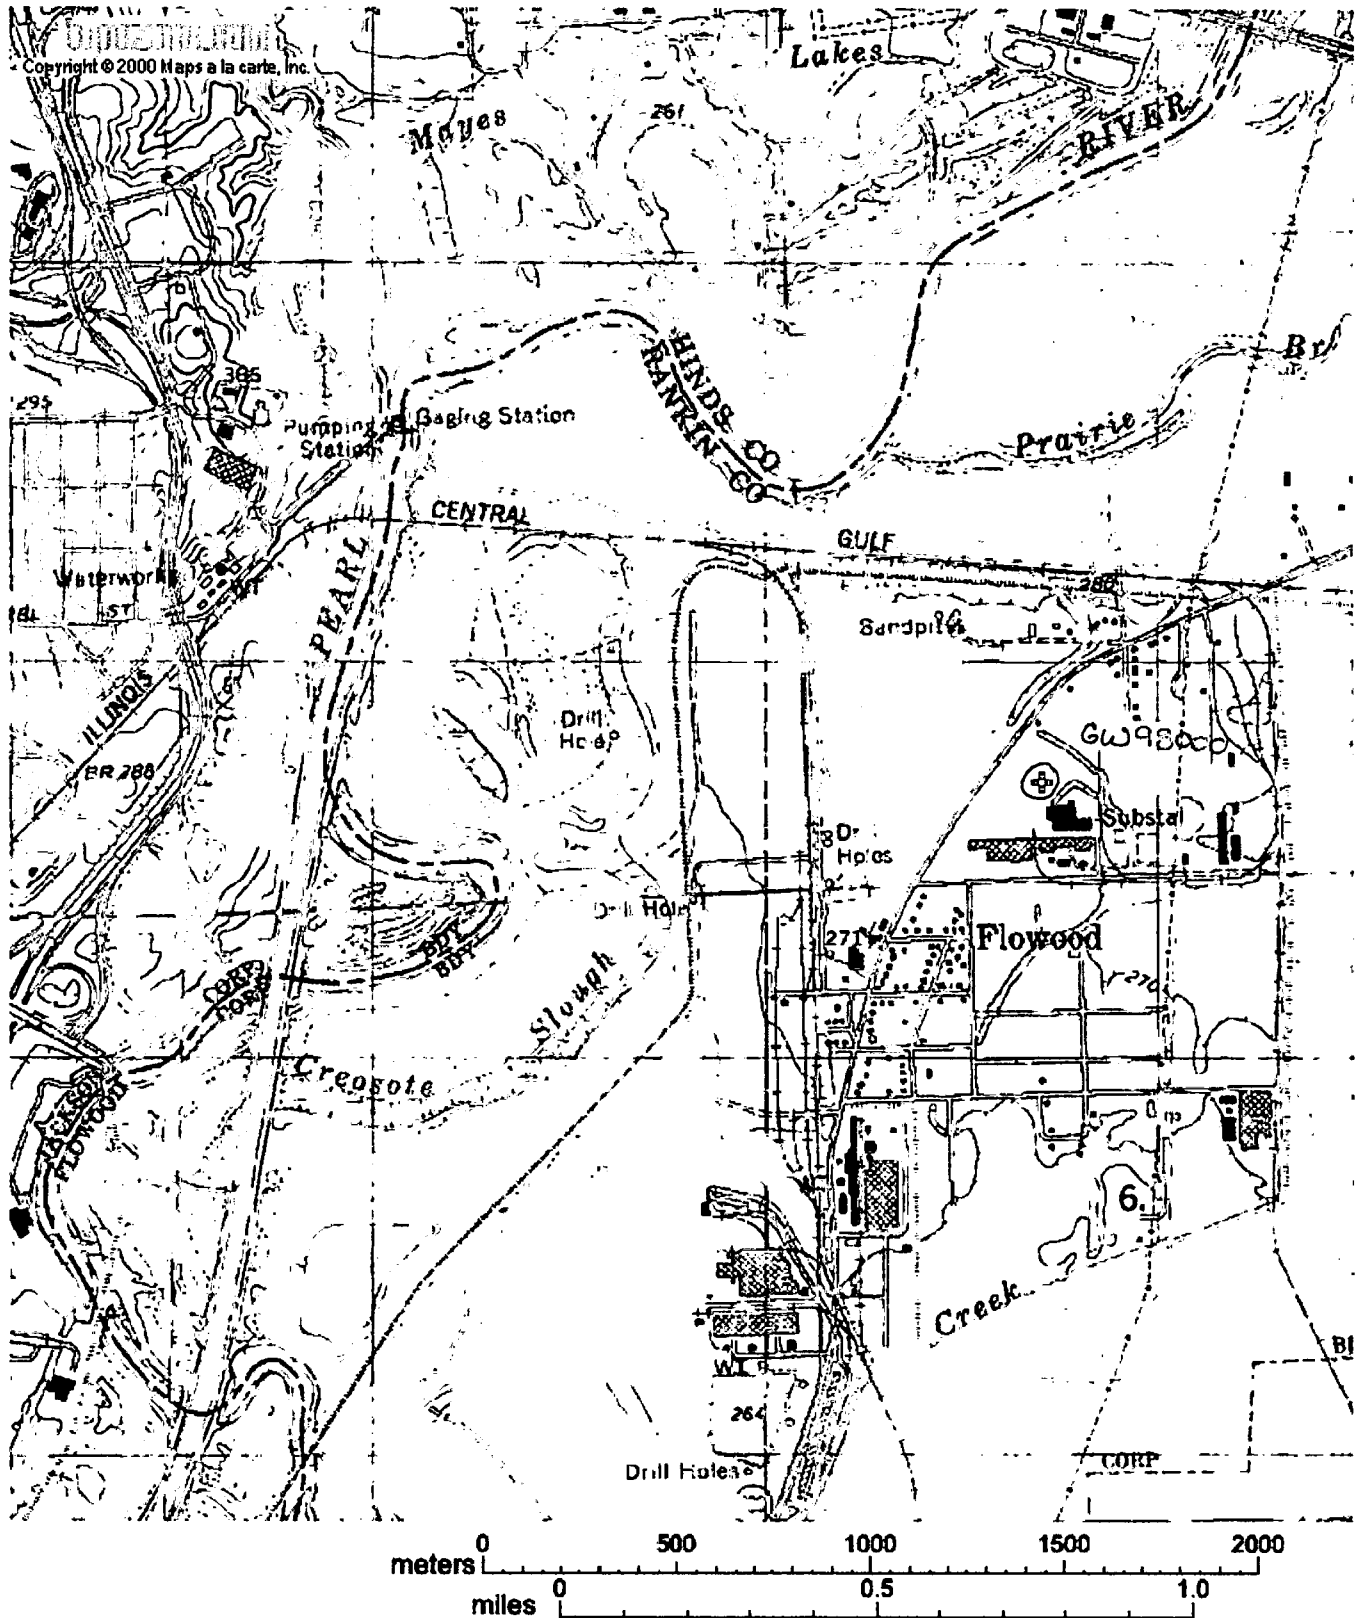 Copyright © 2000 Maps a la carte, Inc.
Lakes
Mayes
261
RIVER
385
295
Pumping
Station
Gaging Station
HINDS CO
RANKIN CO
Prairie
Br
CENTRAL
GULF
PEARL
Waterworks
ST
280
Sandpits
ILLINOIS
BR 288
Drill
Hole
GW98000
Substa
Dr
Holes
Drill Hole
271
Flowood
BDY
BDY
CORP
CORP
Slough
270
Creosote
JACKSON
FLOWOOD
6
Creek
WT
264
Drill Holes
CORP
0 500 1000 1500 2000
meters
0 0.5 1.0
miles